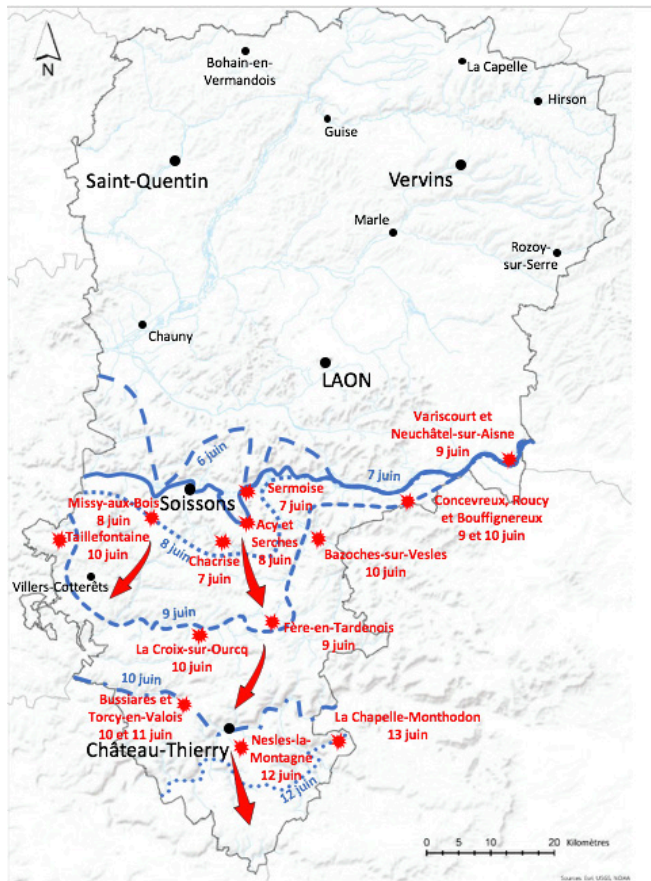 N
Bohain-en-
Vermandois
La Capelle
Hirson
Guise
Saint-Quentin
Vervins
Marle
Rozoy-
sur-Serre
Chauny
LAON
Variscourt et
Neuchâtel-sur-Aisne
9 juin
6 juin
7 juin
Sermoise
7 juin
Soissons
Concevreux, Roucy
et Bouffignereux
9 et 10 juin
Missy-aux-Bois
8 juin
Taillefontaine
10 juin
8 juin
Acy et
Serches
8 juin
Chacrise
7 juin
Bazoches-sur-Vesles
10 juin
Villers-Cotterêts
9 juin
Fère-en-Tardenois
9 juin
La Croix-sur-Ourcq
10 juin
10 juin
Bussiares et
Torcy-en-Valois
10 et 11 juin
La Chapelle-Monthodon
13 juin
Château-Thierry
Nesles-la-
Montagne
12 juin
12 juin
0 5 10 20 Kilomètres
Sources: Esri, USGS, NOAA